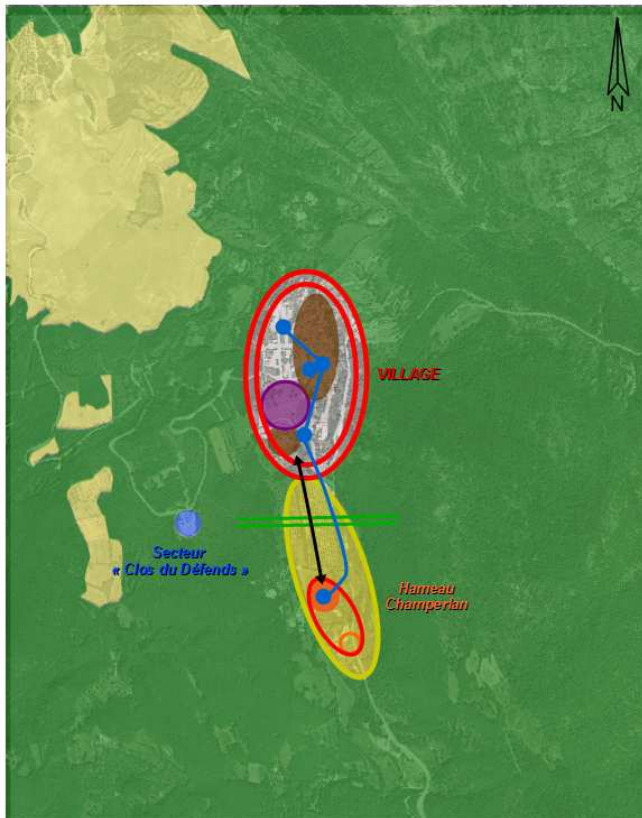 N
VILLAGE
Secteur
« Clos du Défends »
Hameau
Champerlan